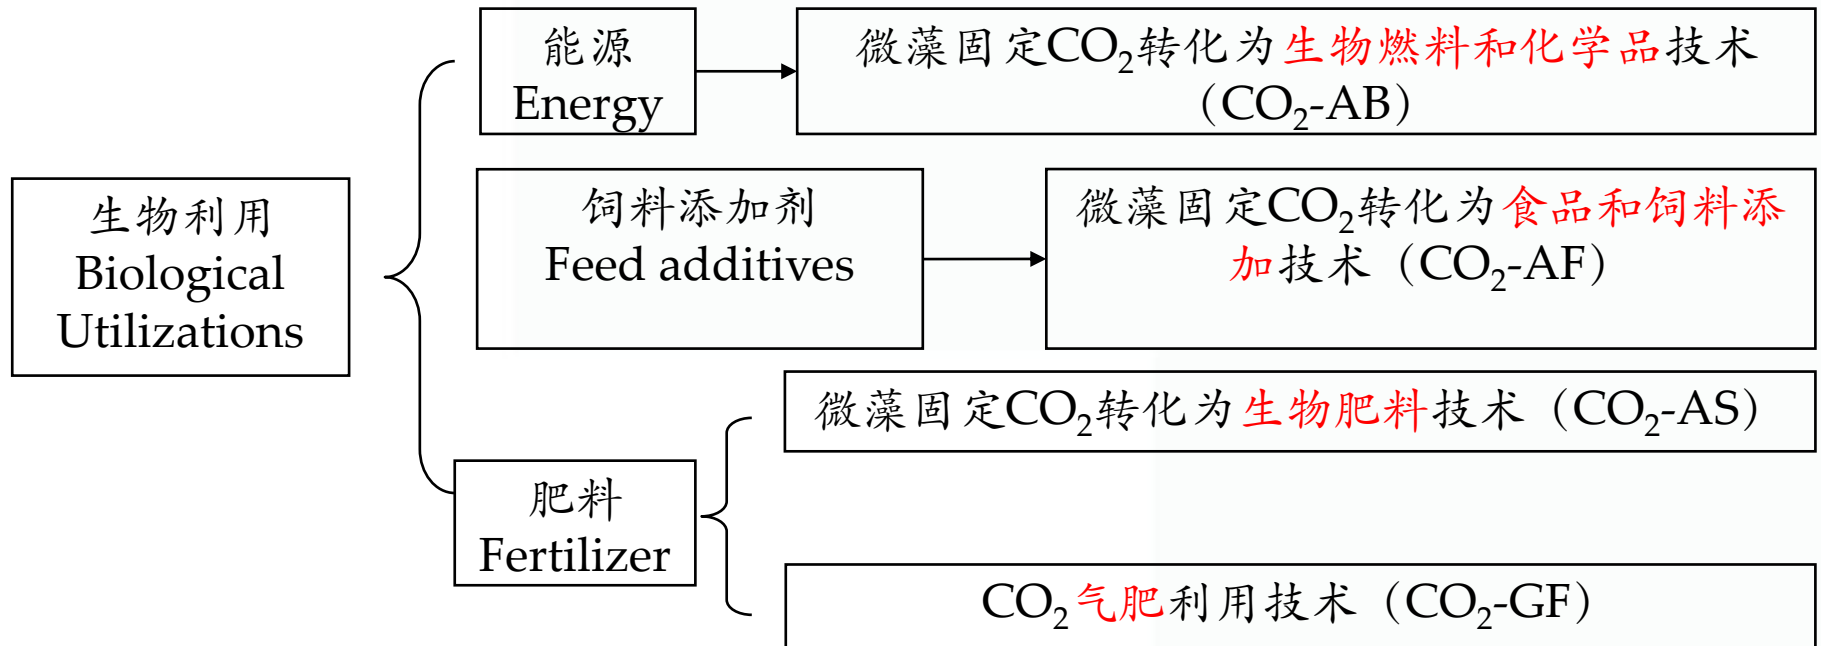 生物利用
Biological
Utilizations
能源
Energy
微藻固定CO₂转化为生物燃料和化学品技术
（CO₂-AB）
饲料添加剂
Feed additives
微藻固定CO₂转化为食品和饲料添
加技术（CO₂-AF）
肥料
Fertilizer
微藻固定CO₂转化为生物肥料技术（CO₂-AS）
CO₂气肥利用技术（CO₂-GF）